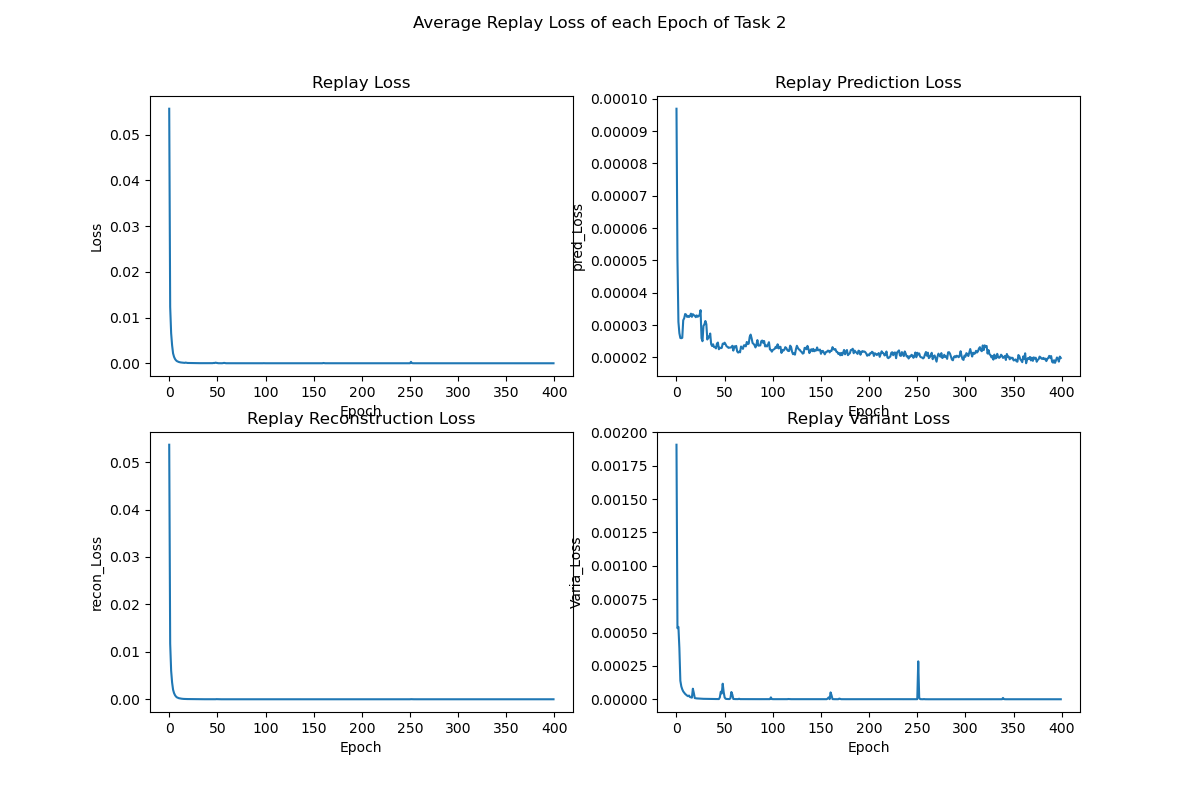 Average Replay Loss of each Epoch of Task 2
Replay Loss
0.05
0.04
0.03
0.02
0.01
0.00
Loss
0 50 100 150 200 250 300 350 400
Epoch
Replay Prediction Loss
0.00010
0.00009
0.00008
0.00007
0.00006
0.00005
0.00004
0.00003
0.00002
pred_Loss
0 50 100 150 200 250 300 350 400
Epoch
Replay Reconstruction Loss
0.05
0.04
0.03
0.02
0.01
0.00
recon_Loss
0 50 100 150 200 250 300 350 400
Epoch
Replay Variant Loss
0.00200
0.00175
0.00150
0.00125
0.00100
0.00075
0.00050
0.00025
0.00000
Varia_Loss
0 50 100 150 200 250 300 350 400
Epoch